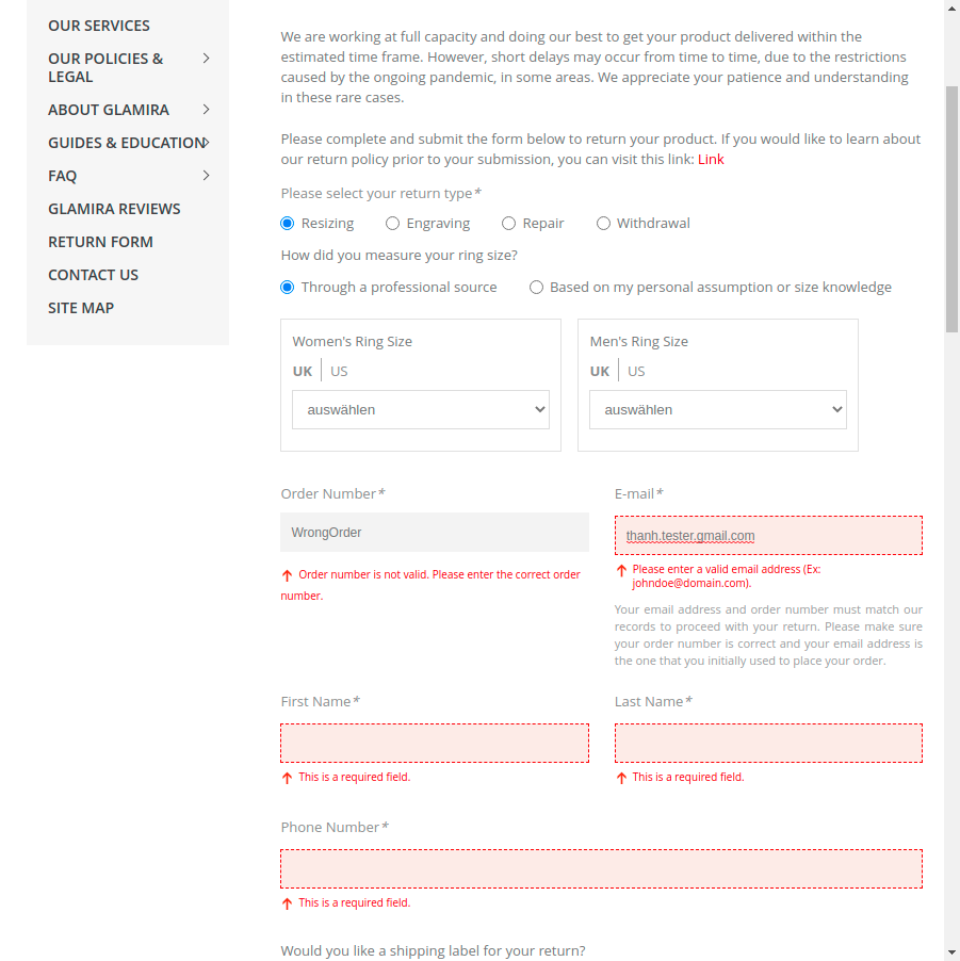 OUR SERVICES
OUR POLICIES &
LEGAL
ABOUT GLAMIRA
GUIDES & EDUCATION
FAQ
GLAMIRA REVIEWS
RETURN FORM
CONTACT US
SITE MAP
We are working at full capacity and doing our best to get your product delivered within the
estimated time frame. However, short delays may occur from time to time, due to the restrictions
caused by the ongoing pandemic, in some areas. We appreciate your patience and understanding
in these rare cases.
Please complete and submit the form below to return your product. If you would like to learn about
our return policy prior to your submission, you can visit this link: Link
Please select your return type*
Resizing Engraving Repair Withdrawal
How did you measure your ring size?
Through a professional source Based on my personal assumption or size knowledge
Women's Ring Size
UK US
auswählen
Men's Ring Size
UK US
auswählen
Order Number*
WrongOrder
Order number is not valid. Please enter the correct order
number.
E-mail*
thanh.tester.gmail.com
Please enter a valid email address (Ex:
johndoe@domain.com).
Your email address and order number must match our
records to proceed with your return. Please make sure
your order number is correct and your email address is
the one that you initially used to place your order.
First Name*
This is a required field.
Last Name*
This is a required field.
Phone Number*
This is a required field.
Would you like a shipping label for your return?